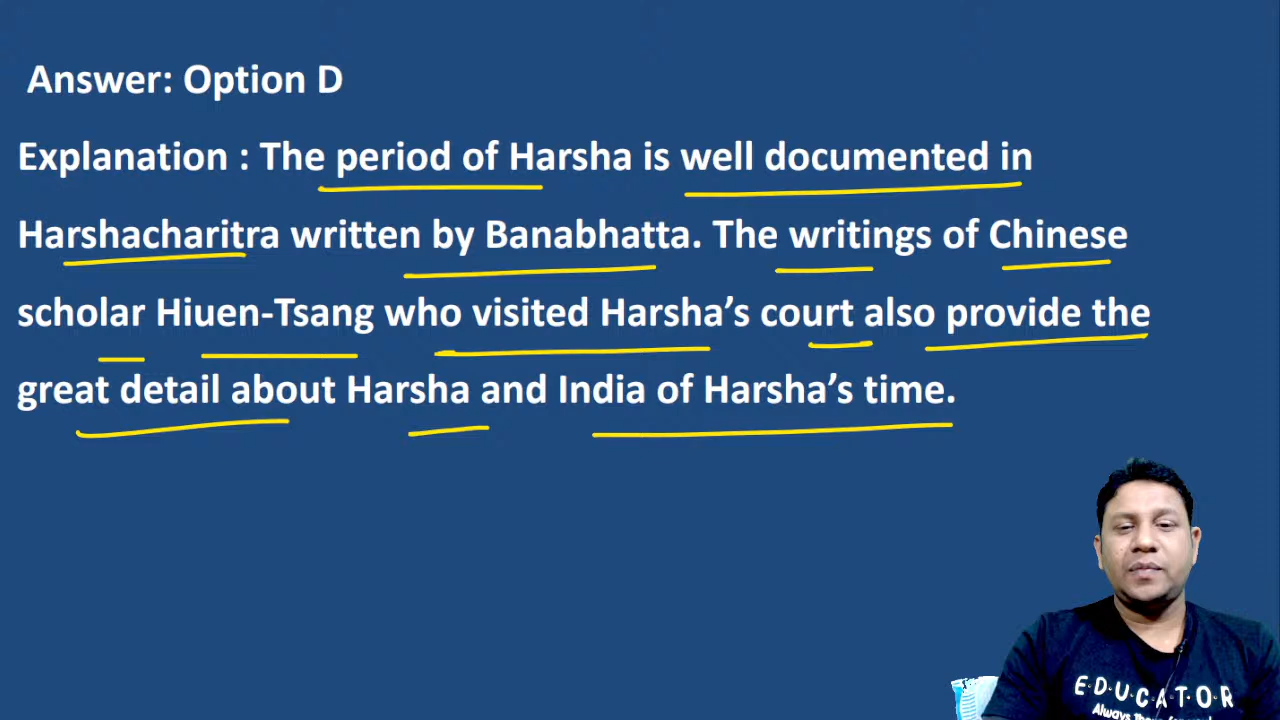 Answer: Option D
Explanation : The period of Harsha is well documented in
Harshacharitra written by Banabhatta. The writings of Chinese
scholar Hiuen-Tsang who visited Harsha’s court also provide the
great detail about Harsha and India of Harsha’s time.
EDUCATOR
Always